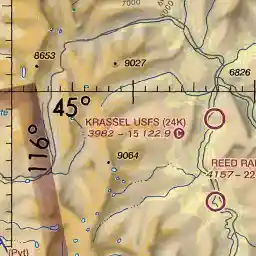 7000
8653
9027
6826
45°
KRASSEL USFS (24K)
3982 - 15 122.9 C
116°
9064
REED RA
4157 - 22
(Pvt)